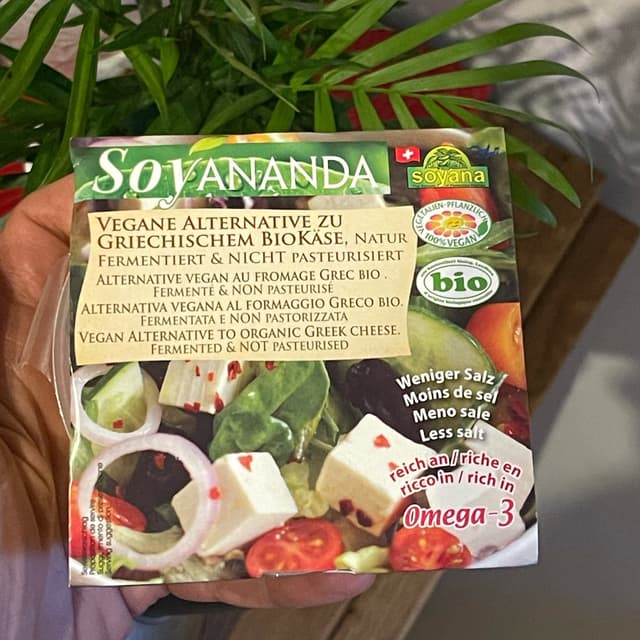 SoyANANDA
soyana
VEGANE ALTERNATIVE ZU
GRIECHISCHEM BIOKÄSE, NATUR
FERMENTIERT & NICHT PASTEURISIERT
ALTERNATIVE VEGAN AU FROMAGE GREC BIO.
FERMENTÉ & NON PASTEURISÉ
ALTERNATIVA VEGANA AL FORMAGGIO GRECO BIO.
FERMENTATA E NON PASTORIZZATA
VEGAN ALTERNATIVE TO ORGANIC GREEK CHEESE.
FERMENTED & NOT PASTEURISED
100% VEGAN
bio
Weniger Salz
Moins de sel
Meno sale
Less salt
reich an / riche en
ricco in / rich in
Omega-3